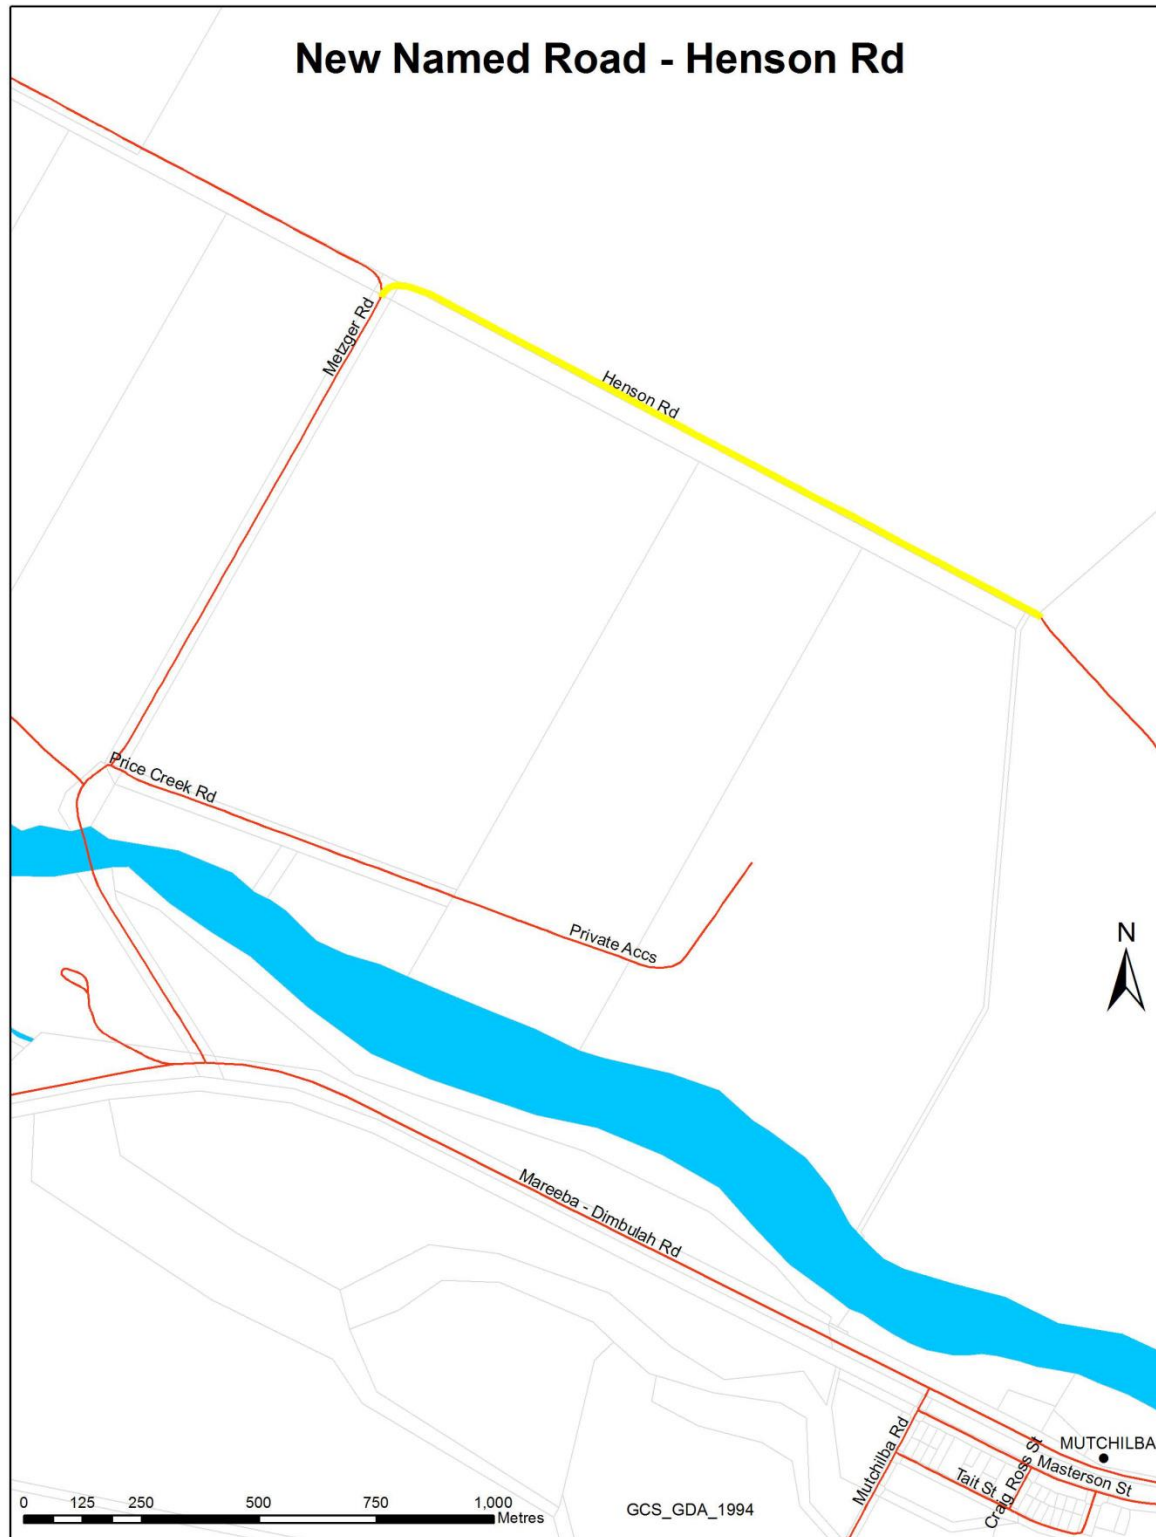 New Named Road - Henson Rd
Metzger Rd
Henson Rd
Price Creek Rd
Private Accs
N
Mareeba - Dimbulah Rd
Mutchilba Rd
Tait St
Craig Ross St
Masterson St
MUTCHILBA
0 125 250 500 750 1,000
Metres
GCS_GDA_1994